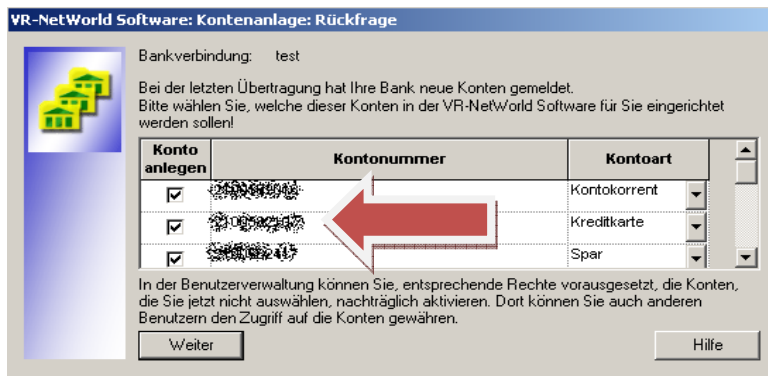 VR-NetWorld Software: Kontenanlage: Rückfrage
Bankverbindung: test
Bei der letzten Übertragung hat Ihre Bank neue Konten gemeldet.
Bitte wählen Sie, welche dieser Konten in der VR-NetWorld Software für Sie eingerichtet
werden sollen!
Konto anlegen Kontonummer Kontoart
Kontokorrent
Kreditkarte
Spar
In der Benutzerverwaltung können Sie, entsprechende Rechte vorausgesetzt, die Konten,
die Sie jetzt nicht auswählen, nachträglich aktivieren. Dort können Sie auch anderen
Benutzern den Zugriff auf die Konten gewähren.
Weiter Hilfe